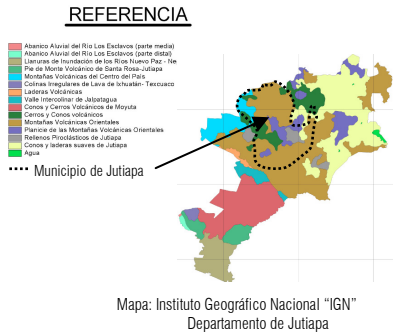 REFERENCIA
Abanico Aluvial del Río Los Esclavos (parte media)
Abanico Aluvial del Río Los Esclavos (parte distal)
Llanuras de Inundación de los Ríos Nuevo Paz - Ne
Pie de Monte Volcánico de Santa Rosa-Jutiapa
Montañas Volcánicas del Centro del País
Colinas Irregulares de Lava de Ixhuatán- Texcuaco
Laderas Volcánicas
Valle Intercolinar de Jalpatagua
Conos y Cerros Volcánicos de Moyuta
Cerros y Conos volcánicos
Montañas Volcánicas Orientales
Planicie de las Montañas Volcánicas Orientales
Rellenos Piroclásticos de Jutiapa
Conos y laderas suaves de Jutiapa
Agua
Municipio de Jutiapa
Mapa: Instituto Geográfico Nacional “IGN”
Departamento de Jutiapa